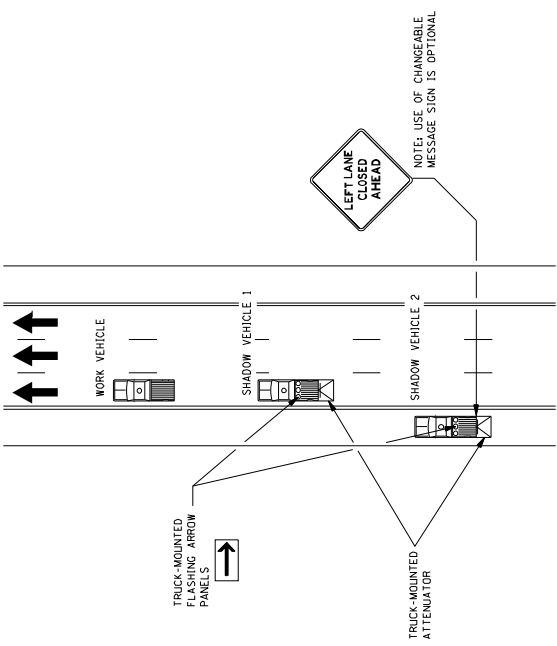 NOTE: USE OF CHANGEABLE
MESSAGE SIGN IS OPTIONAL
LEFT LANE
CLOSED
AHEAD
WORK VEHICLE
SHADOW VEHICLE 1
SHADOW VEHICLE 2
TRUCK-MOUNTED
FLASHING ARROW
PANELS
TRUCK-MOUNTED
ATTENUATOR